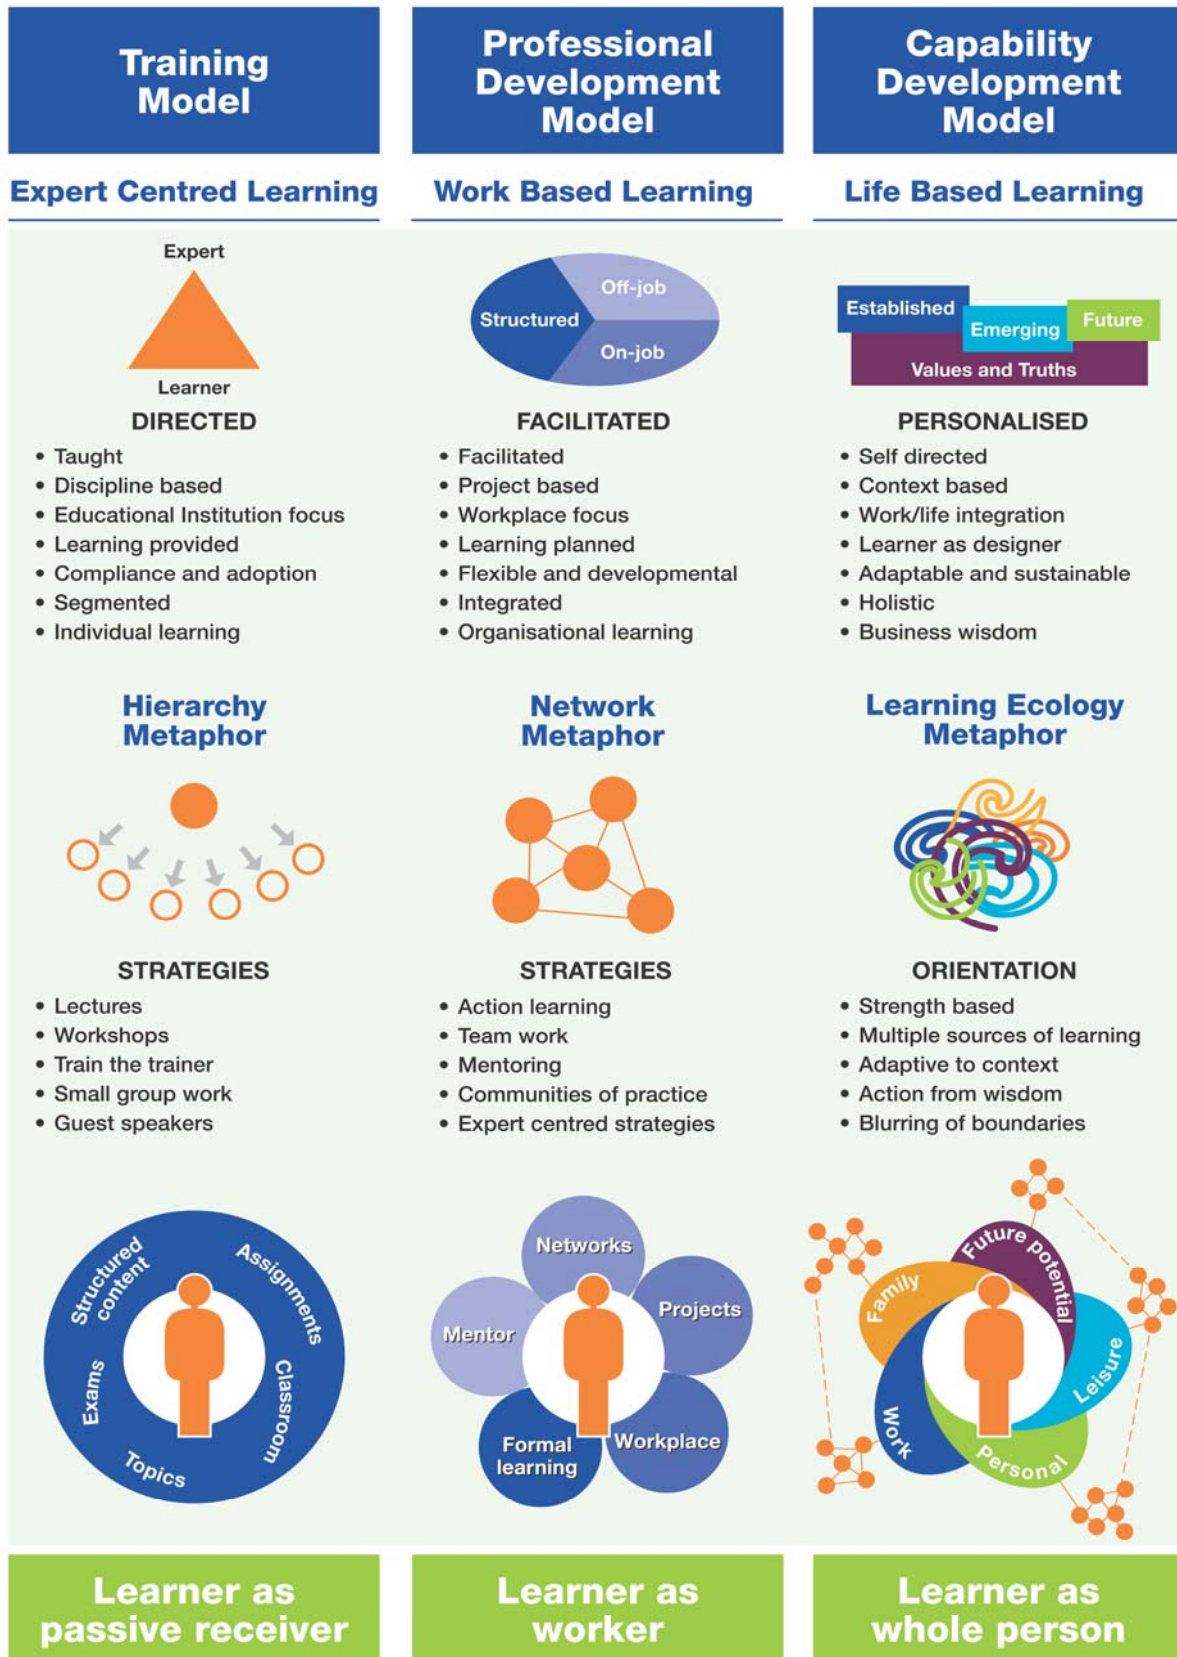 Training
Model
Expert Centred Learning
Expert
Learner
DIRECTED
• Taught
• Discipline based
• Educational Institution focus
• Learning provided
• Compliance and adoption
• Segmented
• Individual learning
Hierarchy
Metaphor
STRATEGIES
• Lectures
• Workshops
• Train the trainer
• Small group work
• Guest speakers
Structured
content
Assignments
Exams
Classroom
Topics
Learner as
passive receiver
Professional
Development
Model
Work Based Learning
Off-job
Structured
On-job
FACILITATED
• Facilitated
• Project based
• Workplace focus
• Learning planned
• Flexible and developmental
• Integrated
• Organisational learning
Network
Metaphor
STRATEGIES
• Action learning
• Team work
• Mentoring
• Communities of practice
• Expert centred strategies
Networks
Projects
Mentor
Workplace
Formal
learning
Learner as
worker
Capability
Development
Model
Life Based Learning
Established
Emerging
Future
Values and Truths
PERSONALISED
• Self directed
• Context based
• Work/life integration
• Learner as designer
• Adaptable and sustainable
• Holistic
• Business wisdom
Learning Ecology
Metaphor
ORIENTATION
• Strength based
• Multiple sources of learning
• Adaptive to context
• Action from wisdom
• Blurring of boundaries
Future potential
Family
Leisure
Work
Personal
Learner as
whole person